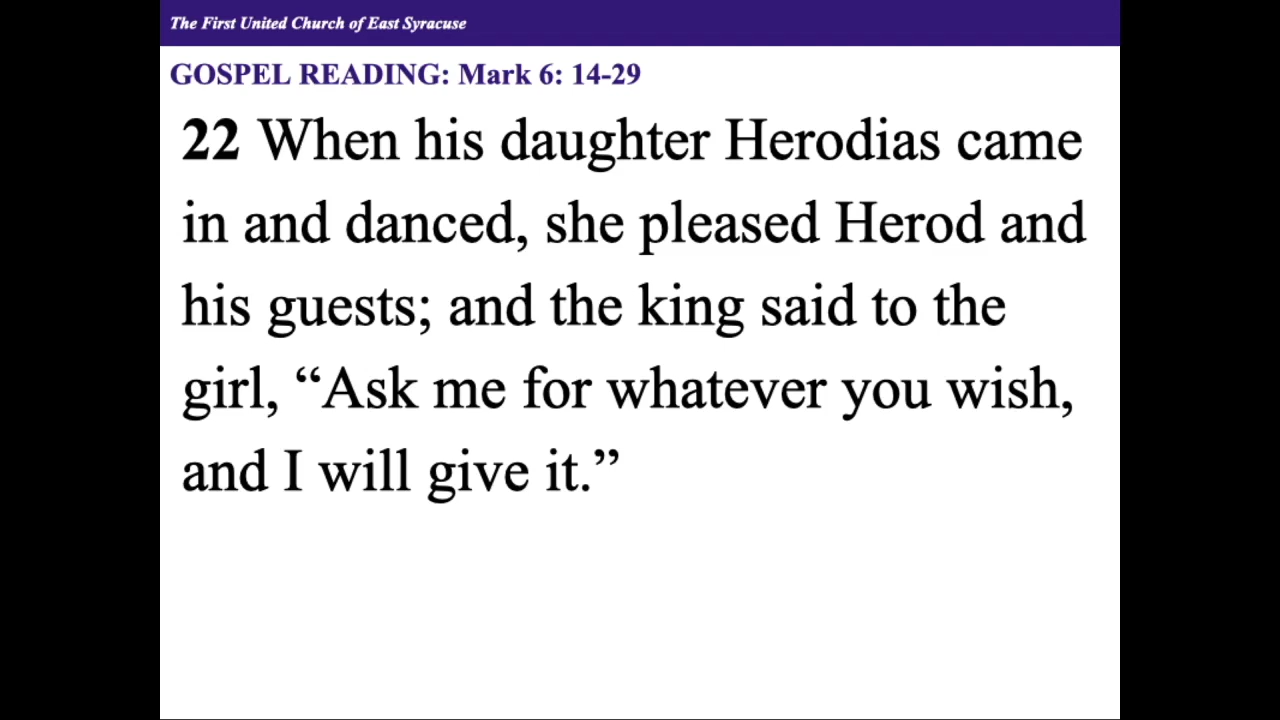 The First United Church of East Syracuse
GOSPEL READING: Mark 6: 14-29
22 When his daughter Herodias came
in and danced, she pleased Herod and
his guests; and the king said to the
girl, “Ask me for whatever you wish,
and I will give it.”